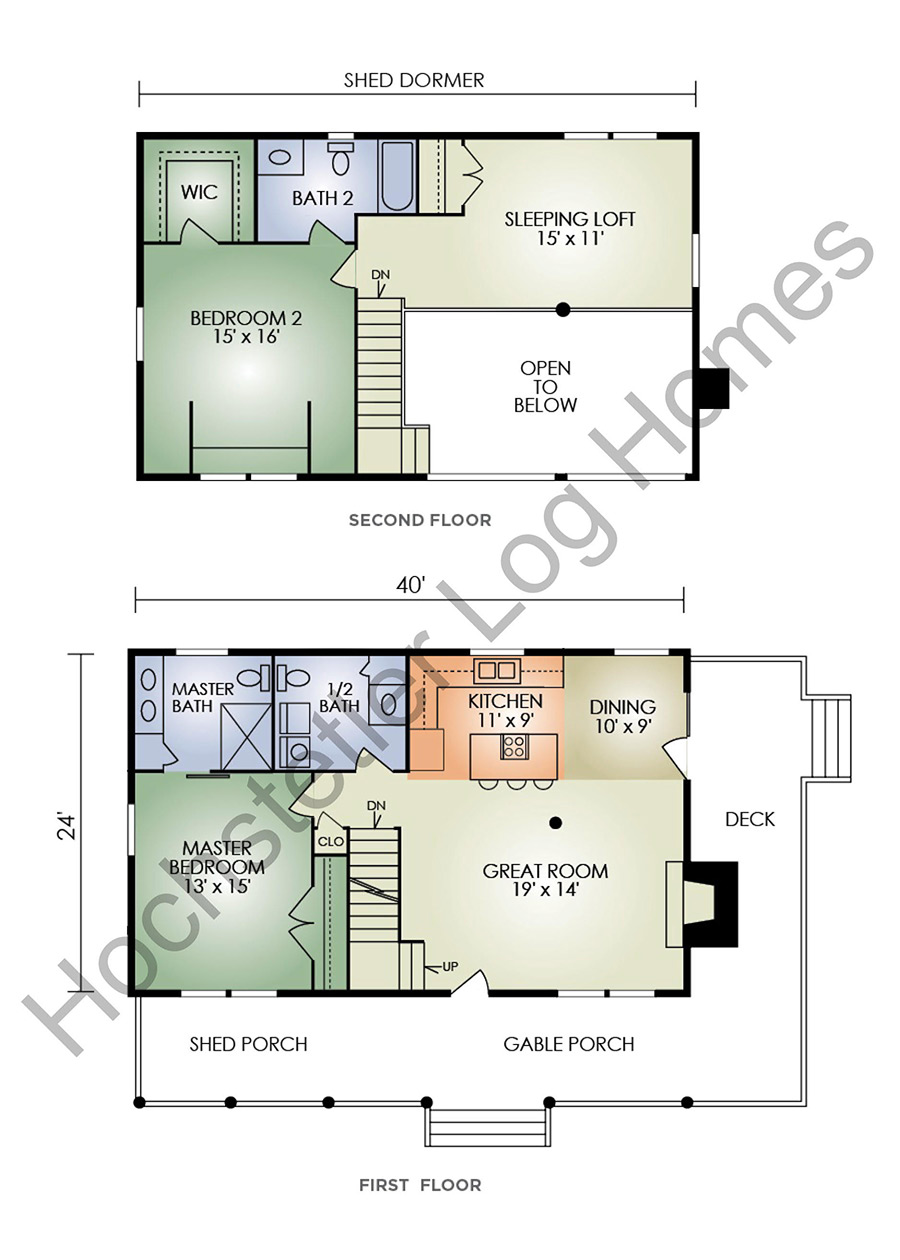 SHED DORMER
WIC
BATH 2
SLEEPING LOFT
15' x 11'
DN
BEDROOM 2
15' x 16'
OPEN
TO
BELOW
SECOND FLOOR
40'
24'
MASTER
BATH
1/2
BATH
KITCHEN
11' x 9'
DINING
10' x 9'
DN
CLO
DECK
MASTER
BEDROOM
13' x 15'
GREAT ROOM
19' x 14'
UP
SHED PORCH
GABLE PORCH
FIRST FLOOR
Hochstetler Log Homes